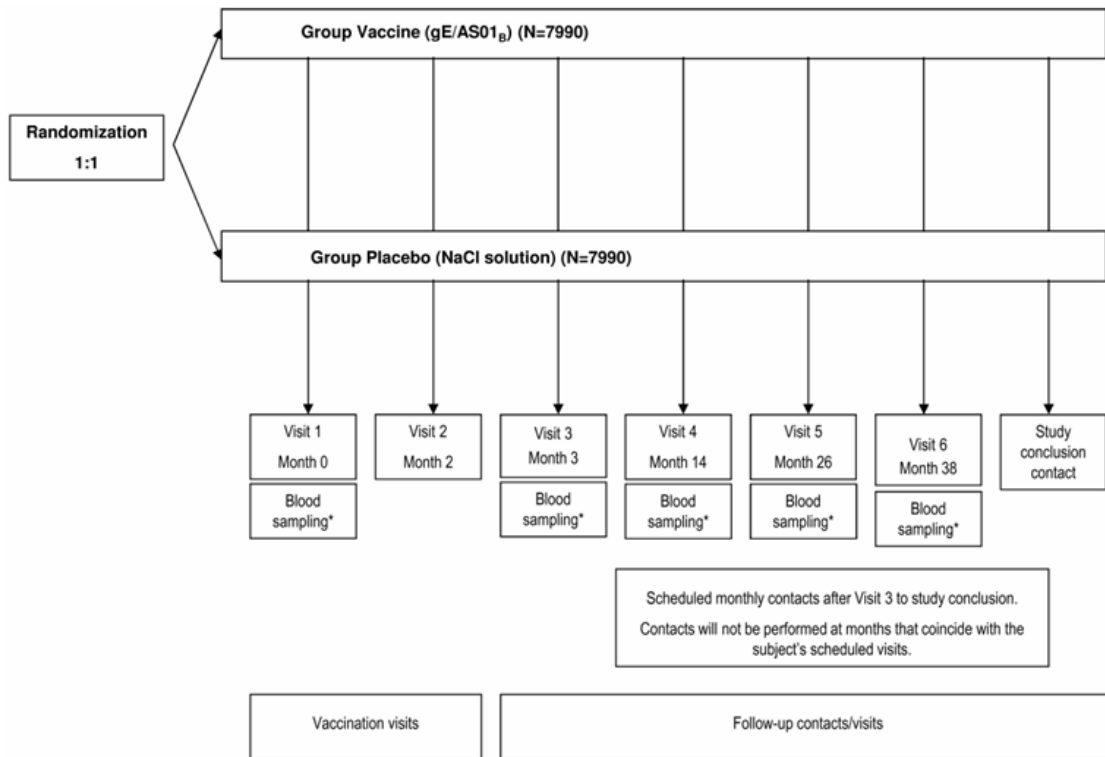 Group Vaccine (gE/AS01B) (N=7990)
Randomization
1:1
Group Placebo (NaCl solution) (N=7990)
Visit 1
Month 0
Blood
sampling*
Visit 2
Month 2
Visit 3
Month 3
Blood
sampling*
Visit 4
Month 14
Blood
sampling*
Visit 5
Month 26
Blood
sampling*
Visit 6
Month 38
Blood
sampling*
Study
conclusion
contact
Scheduled monthly contacts after Visit 3 to study conclusion.
Contacts will not be performed at months that coincide with the
subject's scheduled visits.
Vaccination visits
Follow-up contacts/visits